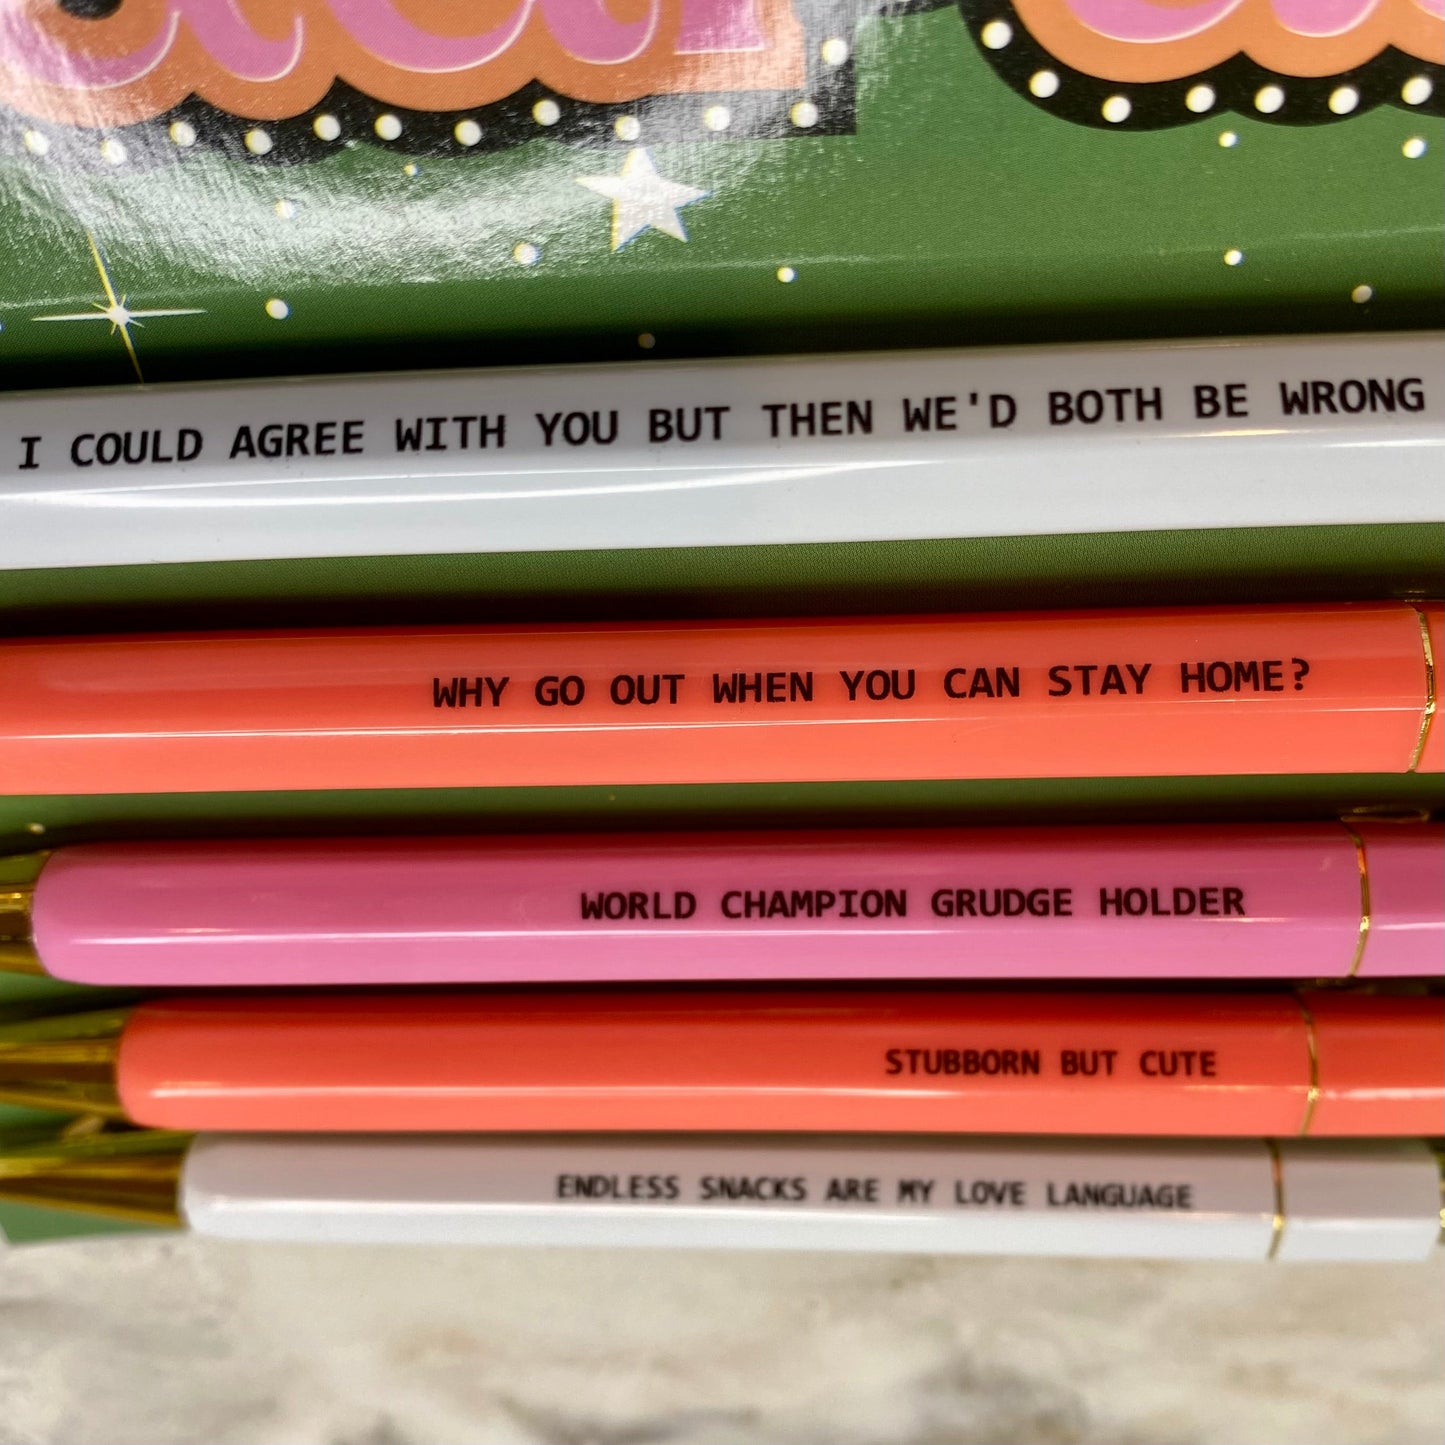 I COULD AGREE WITH YOU BUT THEN WE'D BOTH BE WRONG
WHY GO OUT WHEN YOU CAN STAY HOME?
WORLD CHAMPION GRUDGE HOLDER
STUBBORN BUT CUTE
ENDLESS SNACKS ARE MY LOVE LANGUAGE